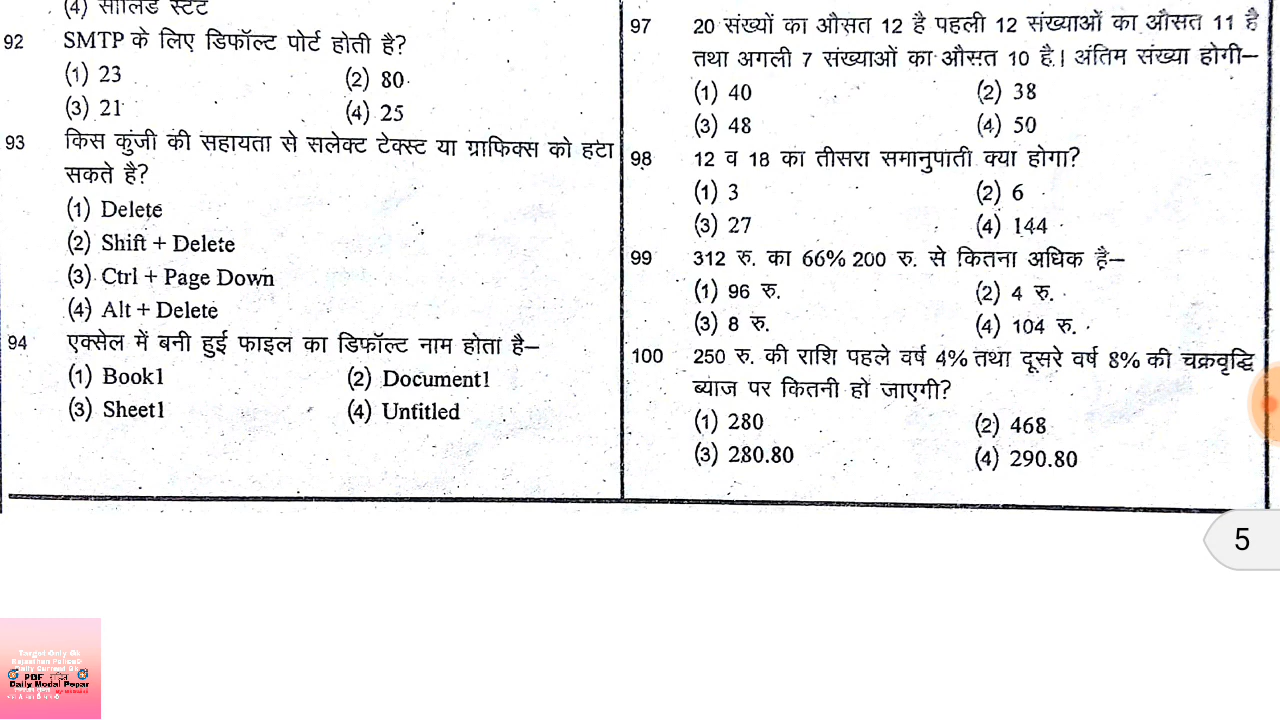 (4) सॉलिड स्टेट
92 SMTP के लिए डिफॉल्ट पोर्ट होती है?
(1) 23 (2) 80
(3) 21 (4) 25
93 किस कुंजी की सहायता से सलेक्ट टेक्स्ट या ग्राफिक्स को हटा
सकते है?
(1) Delete
(2) Shift + Delete
(3) Ctrl + Page Down
(4) Alt + Delete
94 एक्सेल में बनी हुई फाइल का डिफॉल्ट नाम होता है–
(1) Book1 (2) Document1
(3) Sheet1 (4) Untitled
97 20 संख्यों का औसत 12 है पहली 12 संख्याओं का औसत 11 है
तथा अगली 7 संख्याओं का औसत 10 है। अंतिम संख्या होगी–
(1) 40 (2) 38
(3) 48 (4) 50
98 12 व 18 का तीसरा समानुपाती क्या होगा?
(1) 3 (2) 6
(3) 27 (4) 144
99 312 रु. का 66% 200 रु. से कितना अधिक है–
(1) 96 रु. (2) 4 रु.
(3) 8 रु. (4) 104 रु.
100 250 रु. की राशि पहले वर्ष 4% तथा दूसरे वर्ष 8% की चक्रवृद्धि
ब्याज पर कितनी हो जाएगी?
(1) 280 (2) 468
(3) 280.80 (4) 290.80
5
Target Only Gk
PDF
Daily Modal Pepar